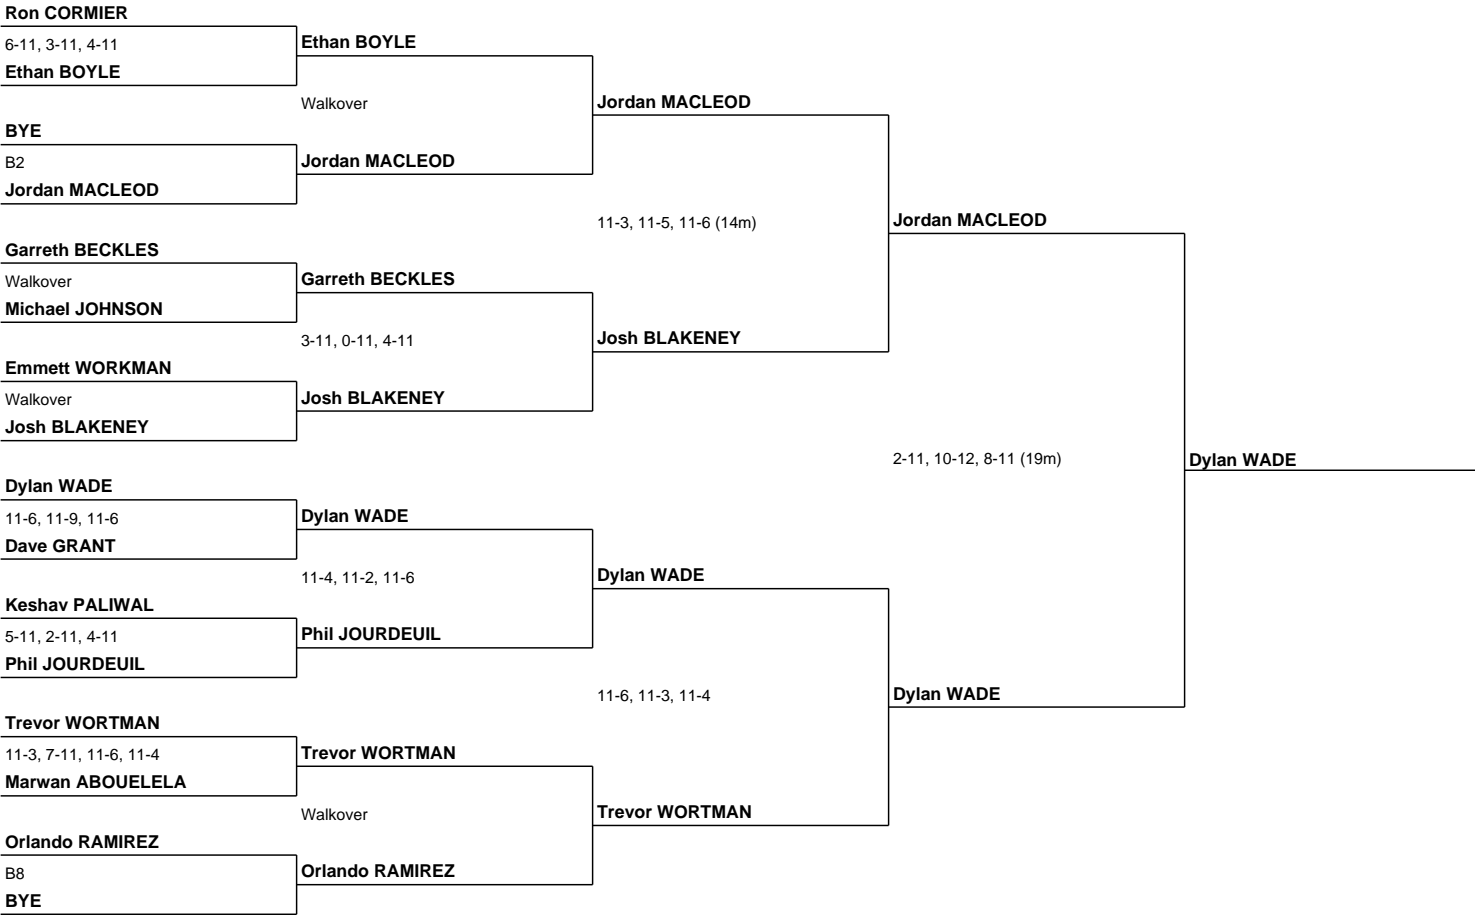 Ron CORMIER
6-11, 3-11, 4-11
Ethan BOYLE
BYE
B2
Jordan MACLEOD
Garreth BECKLES
Walkover
Michael JOHNSON
Emmett WORKMAN
Walkover
Josh BLAKENEY
Dylan WADE
11-6, 11-9, 11-6
Dave GRANT
Keshav PALIWAL
5-11, 2-11, 4-11
Phil JOURDEUIL
Trevor WORTMAN
11-3, 7-11, 11-6, 11-4
Marwan ABOUELELA
Orlando RAMIREZ
B8
BYE
Ethan BOYLE
Walkover
Jordan MACLEOD
Garreth BECKLES
3-11, 0-11, 4-11
Josh BLAKENEY
Dylan WADE
11-4, 11-2, 11-6
Phil JOURDEUIL
Trevor WORTMAN
Walkover
Orlando RAMIREZ
Jordan MACLEOD
11-3, 11-5, 11-6 (14m)
Josh BLAKENEY
Dylan WADE
11-6, 11-3, 11-4
Trevor WORTMAN
Jordan MACLEOD
2-11, 10-12, 8-11 (19m)
Dylan WADE
Dylan WADE